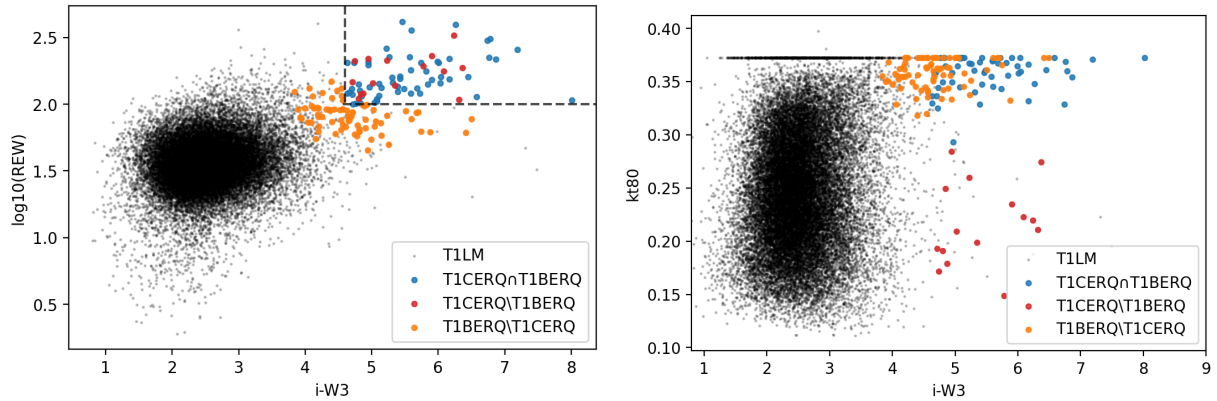 2.5
2.0
1.5
1.0
0.5
log10(REW)
1 2 3 4 5 6 7 8
i-W3
T1LM
T1CERQ∩T1BERQ
T1CERQ\T1BERQ
T1BERQ\T1CERQ
0.40
0.35
0.30
0.25
0.20
0.15
0.10
kt80
1 2 3 4 5 6 7 8 9
i-W3
T1LM
T1CERQ∩T1BERQ
T1CERQ\T1BERQ
T1BERQ\T1CERQ